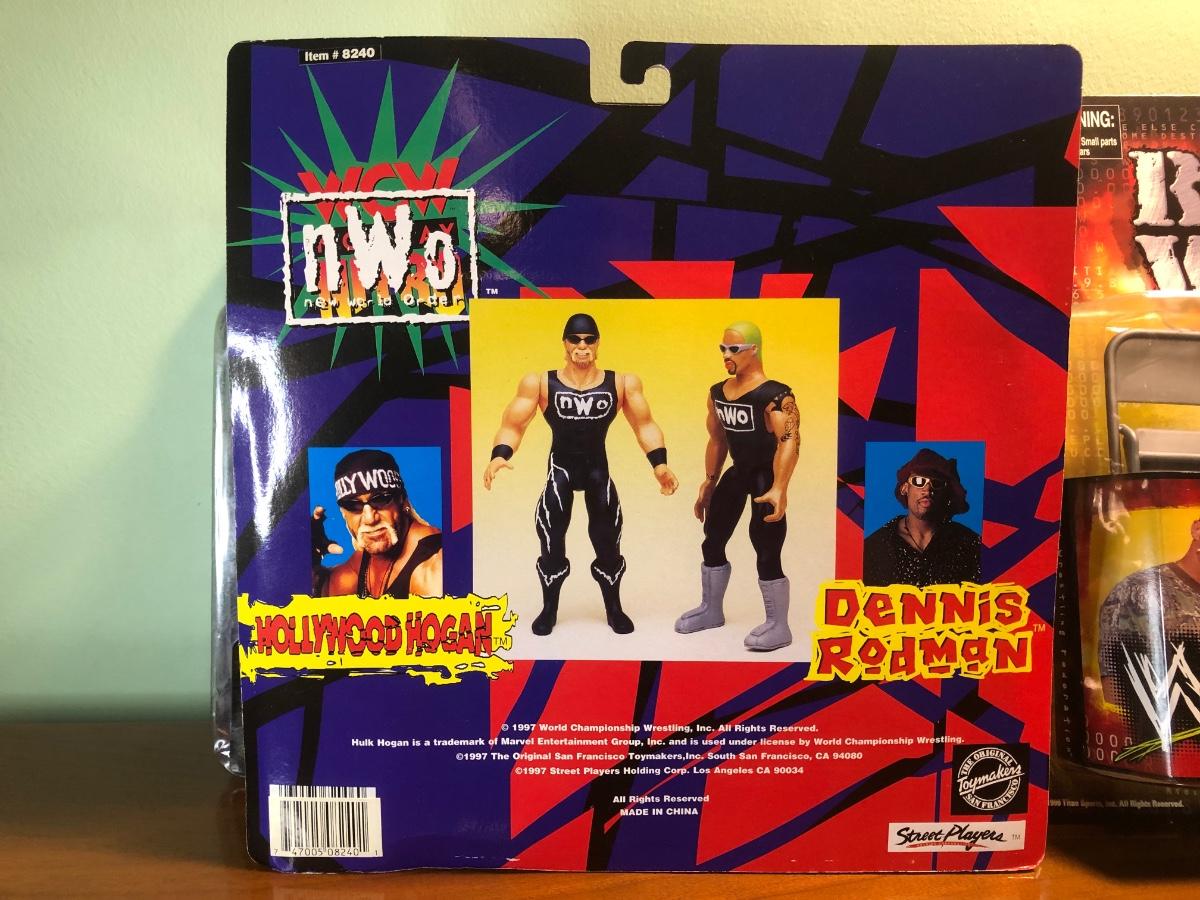 Item # 8240
WCW
nWo
new world Order
TM
nWo
nWo
HOLLYWOOD HOGAN TM
Dennis
Rodman TM
© 1997 World Championship Wrestling, Inc. All Rights Reserved.
Hulk Hogan is a trademark of Marvel Entertainment Group, Inc. and is used under license by World Championship Wrestling.
©1997 The Original San Francisco Toymakers,Inc. South San Francisco, CA 94080
©1997 Street Players Holding Corp. Los Angeles CA 90034
All Rights Reserved
MADE IN CHINA
7 47005 08240 1
THE ORIGINAL
Toymakers
SAN FRANCISCO
Street Players TM
NING:
Small parts